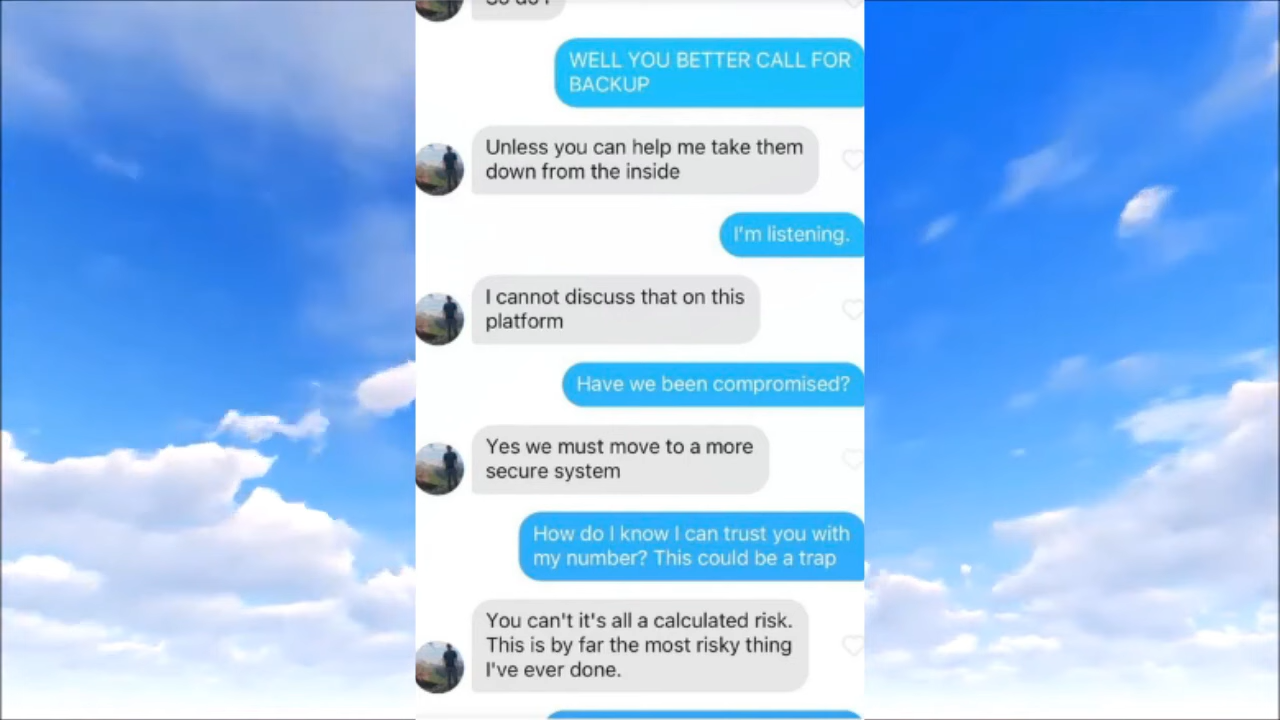 So do I
WELL YOU BETTER CALL FOR
BACKUP
Unless you can help me take them
down from the inside
I'm listening.
I cannot discuss that on this
platform
Have we been compromised?
Yes we must move to a more
secure system
How do I know I can trust you with
my number? This could be a trap
You can't it's all a calculated risk.
This is by far the most risky thing
I've ever done.